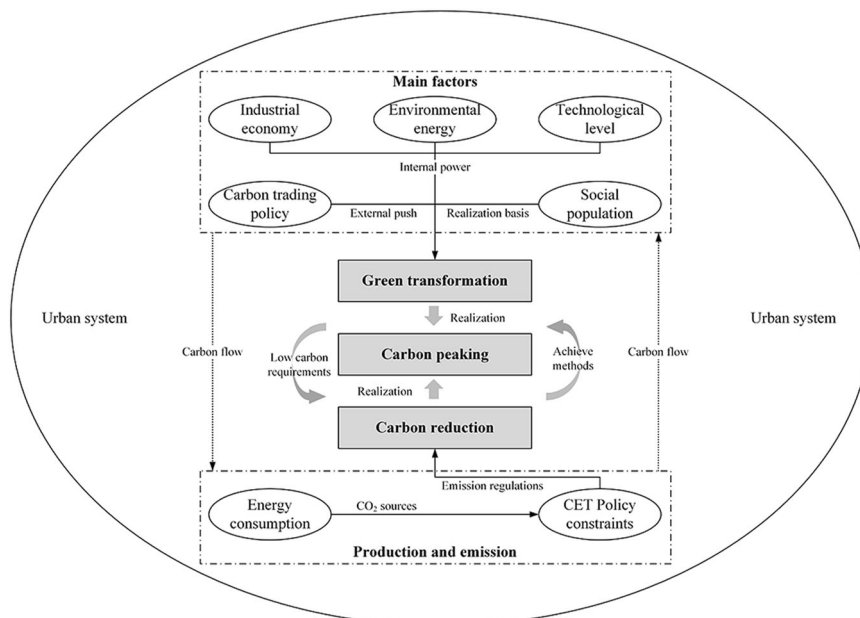 Main factors
Industrial
economy
Environmental
energy
Technological
level
Internal power
Carbon trading
policy
External push
Realization basis
Social
population
Green transformation
Urban system
Realization
Urban system
Carbon flow
Low carbon
requirements
Carbon peaking
Achieve
methods
Carbon flow
Realization
Carbon reduction
Emission regulations
Energy
consumption
CO₂ sources
CET Policy
constraints
Production and emission